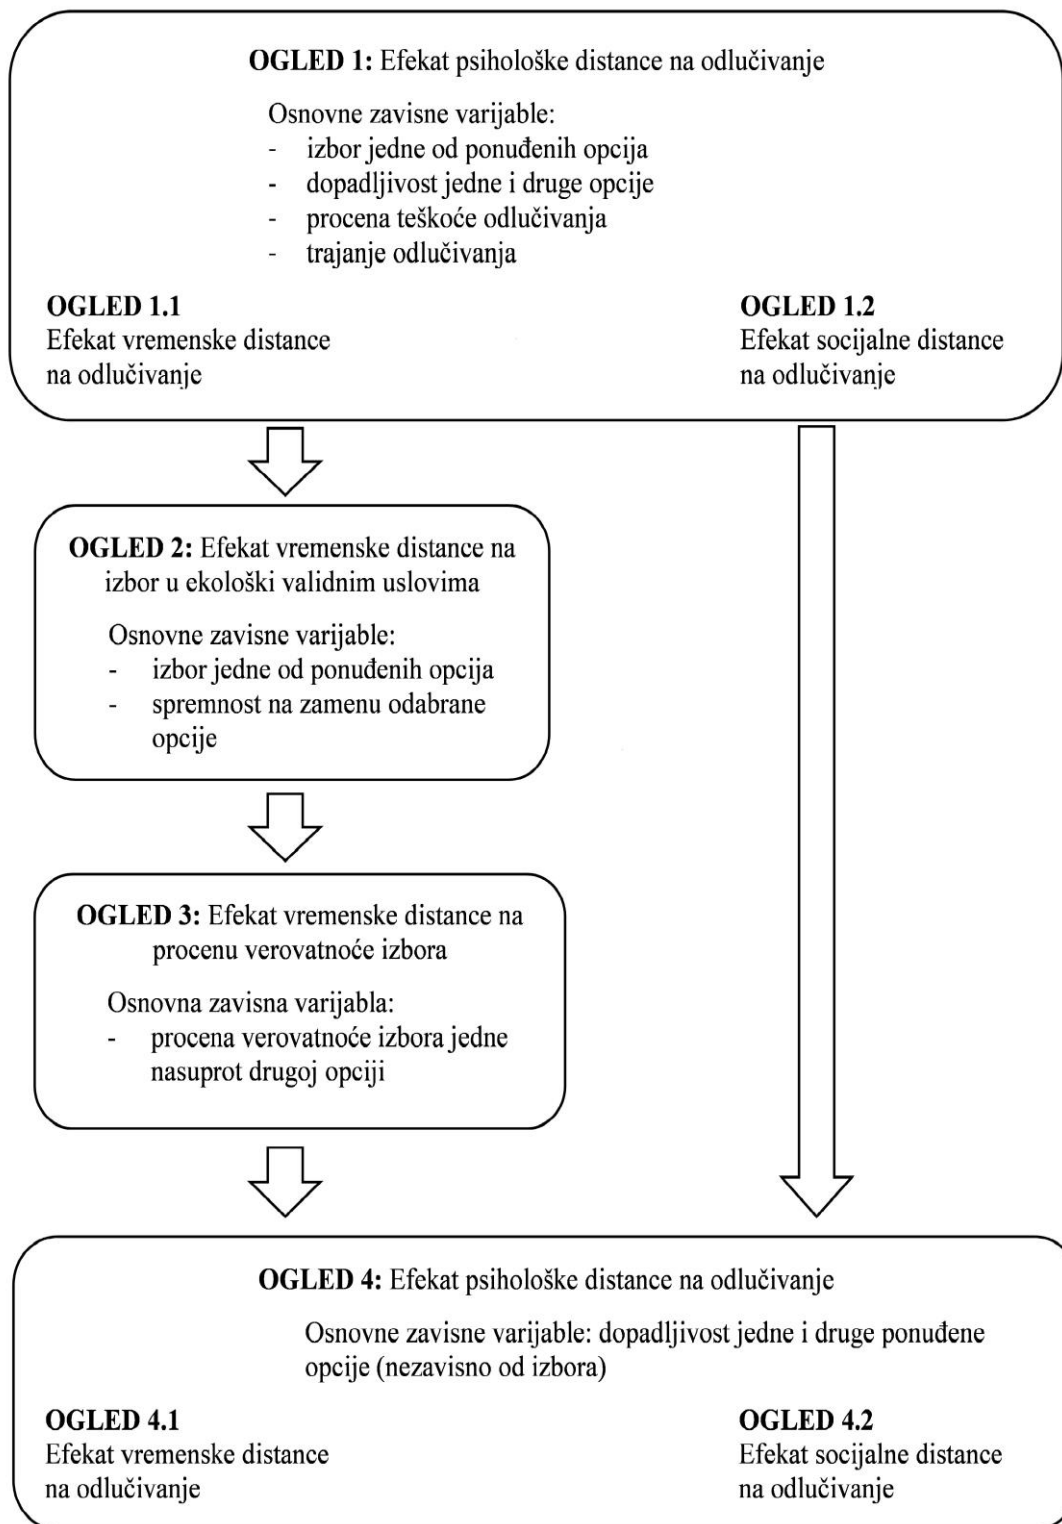 OGLED 1: Efekat psihološke distance na odlučivanje
Osnovne zavisne varijable:
- izbor jedne od ponuđenih opcija
- dopadljivost jedne i druge opcije
- procena teškoće odlučivanja
- trajanje odlučivanja
OGLED 1.1
Efekat vremenske distance
na odlučivanje
OGLED 1.2
Efekat socijalne distance
na odlučivanje
OGLED 2: Efekat vremenske distance na
izbor u ekološki validnim uslovima
Osnovne zavisne varijable:
- izbor jedne od ponuđenih opcija
- spremnost na zamenu odabrane
opcije
OGLED 3: Efekat vremenske distance na
procenu verovatnoće izbora
Osnovna zavisna varijabla:
- procena verovatnoće izbora jedne
nasuprot drugoj opciji
OGLED 4: Efekat psihološke distance na odlučivanje
Osnovne zavisne varijable: dopadljivost jedne i druge ponuđene
opcije (nezavisno od izbora)
OGLED 4.1
Efekat vremenske distance
na odlučivanje
OGLED 4.2
Efekat socijalne distance
na odlučivanje